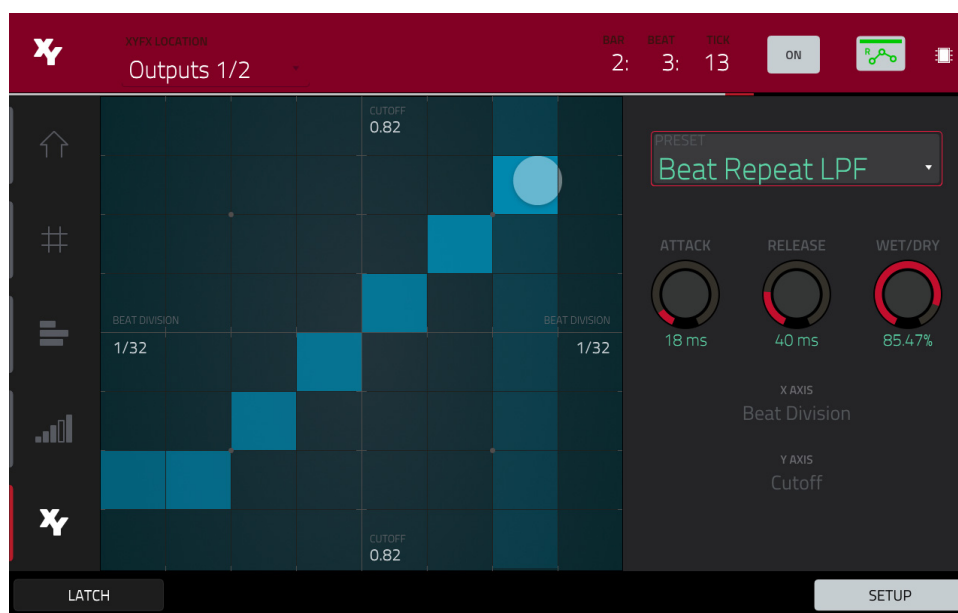 XY
XYFX LOCATION
Outputs 1/2
BAR BEAT TICK
2: 3: 13
ON
R
CUTOFF
0.82
PRESET
Beat Repeat LPF
ATTACK RELEASE WET/DRY
18 ms 40 ms 85.47%
BEAT DIVISION BEAT DIVISION
1/32 1/32
X AXIS
Beat Division
Y AXIS
Cutoff
XY
CUTOFF
0.82
LATCH SETUP